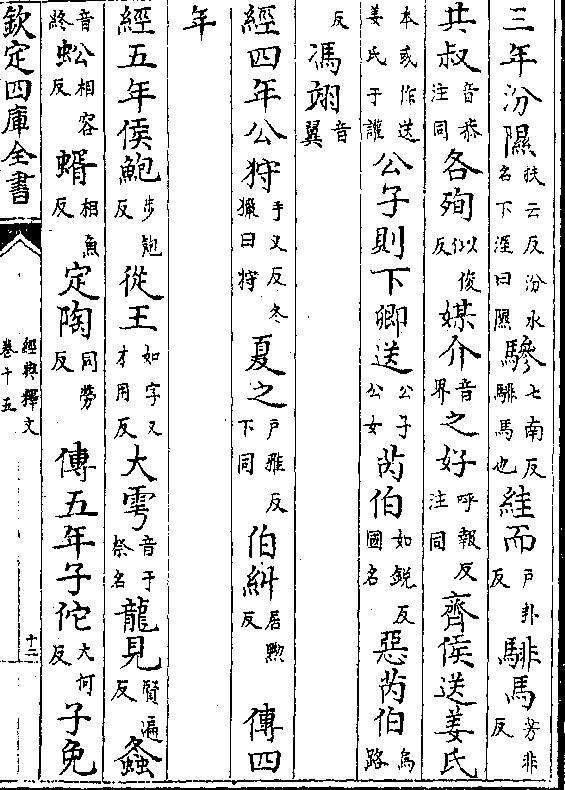 三年汾隰扶云反汾水名下溼曰隰驂七南反騑馬也絓而戶卦反騑馬芳非反
共叔音恭注同各殉似俊反媒介音界之好呼報反注同齊侯送姜氏
本或作送姜氏于讙公子則下卿送公子公女芮伯如銳反國名惡芮伯烏路
反馮翊音翼
經四年公狩手又反冬獵曰狩夏之戶雅反下同伯糾居黝反傳四
年
經五年侯鮑步飽反從王如字又才用反大雩音于祭名龍見賢遍反螽
音終蚣相容反蝑相魚反定陶同勞反傳五年子佗大何反子免
欽定四庫全書
經典釋文
卷十五
十二